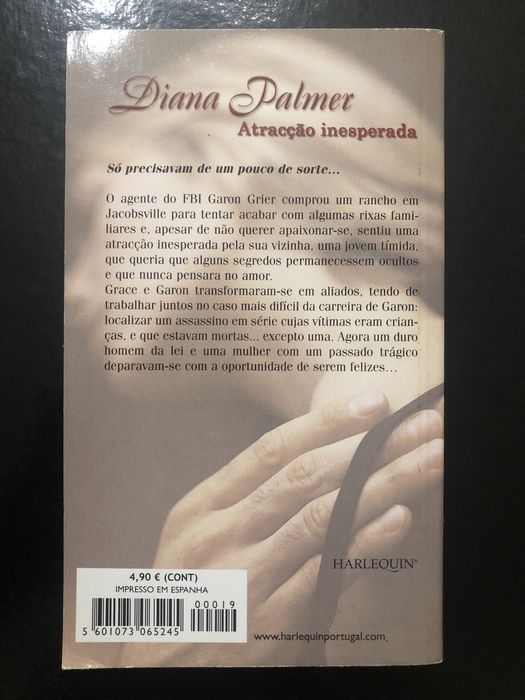 Diana Palmer
Atracção inesperada
Só precisavam de um pouco de sorte...
O agente do FBI Garon Grier comprou um rancho em
Jacobsville para tentar acabar com algumas rixas fami-
liares e, apesar de não querer apaixonar-se, sentiu uma
atracção inesperada pela sua vizinha, uma jovem tímida,
que queria que alguns segredos permanecessem ocultos
e que nunca pensara no amor.
Grace e Garon transformaram-se em aliados, tendo de
trabalhar juntos no caso mais difícil da carreira de Garon:
localizar um assassino em série cujas vítimas eram crian-
ças, e que estavam mortas... excepto uma. Agora um duro
homem da lei e uma mulher com um passado trágico
deparavam-se com a oportunidade de serem felizes...
HARLEQUIN®
4,90 € (CONT)
IMPRESSO EM ESPANHA
00019
5 601073 065245
www.harlequinportugal.com